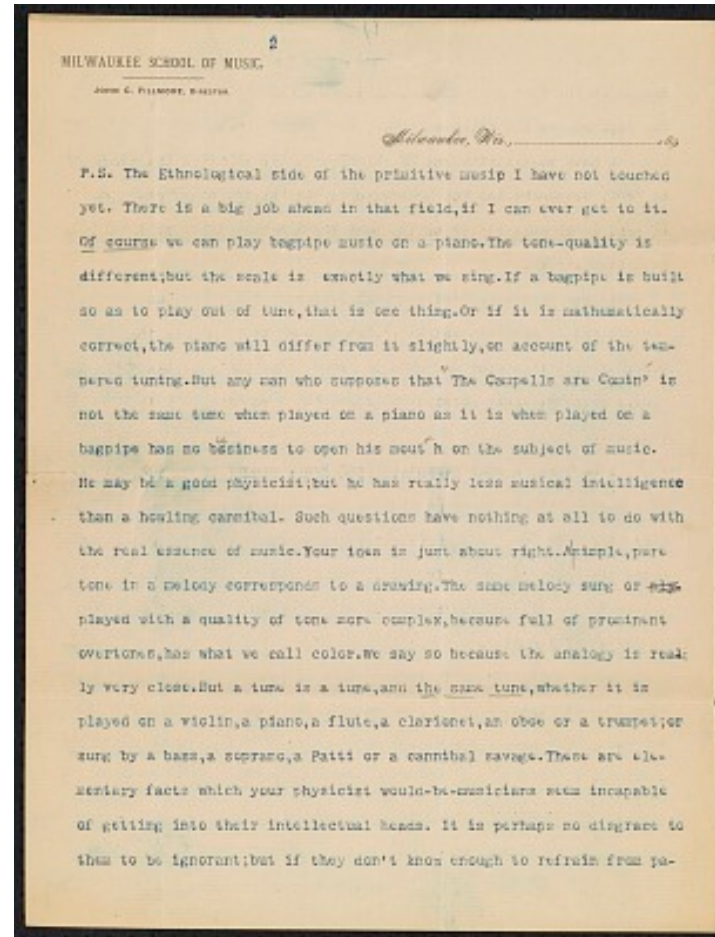 2
MILWAUKEE SCHOOL OF MUSIC.
JOHN C. FILLMORE, DIRECTOR.
Milwaukee, Wis., 189
P.S. The Ethnological side of the primitive musip I have not touched
yet. There is a big job ahead in that field,if I can ever get to it.
Of course we can play bagpipe music on a piano.The tone-quality is
different;but the scale is exactly what we sing.If a bagpipe is built
so as to play out of tune,that is one thing.Or if it is mathematically
correct,the piano will differ from it slightly,on account of the tem-
pered tuning.But any man who supposes that "The Campells are Comin" is
not the same tune when played on a piano as it is when played on a
bagpipe has no business to open his mouth on the subject of music.
He may be a good physicist;but he has really less musical intelligence
than a howling cannibal. Such questions have nothing at all to do with
the real essence of music.Your idea is just about right.A simple,pure
tone in a melody corresponds to a drawing.The same melody sung or
played with a quality of tone more complex,because full of prominent
overtones,has what we call color.We say so because the analogy is real-
ly very close.But a tune is a tune,and the same tune,whether it is
played on a violin,a piano,a flute,a clarionet,an oboe or a trumpet;or
sung by a bass,a soprano,a Patti or a cannibal savage.These are ele-
mentary facts which your physicist would-be-musicians seem incapable
of getting into their intellectual heads. It is perhaps no disgrace to
them to be ignorant;but if they don't know enough to refrain from pa-